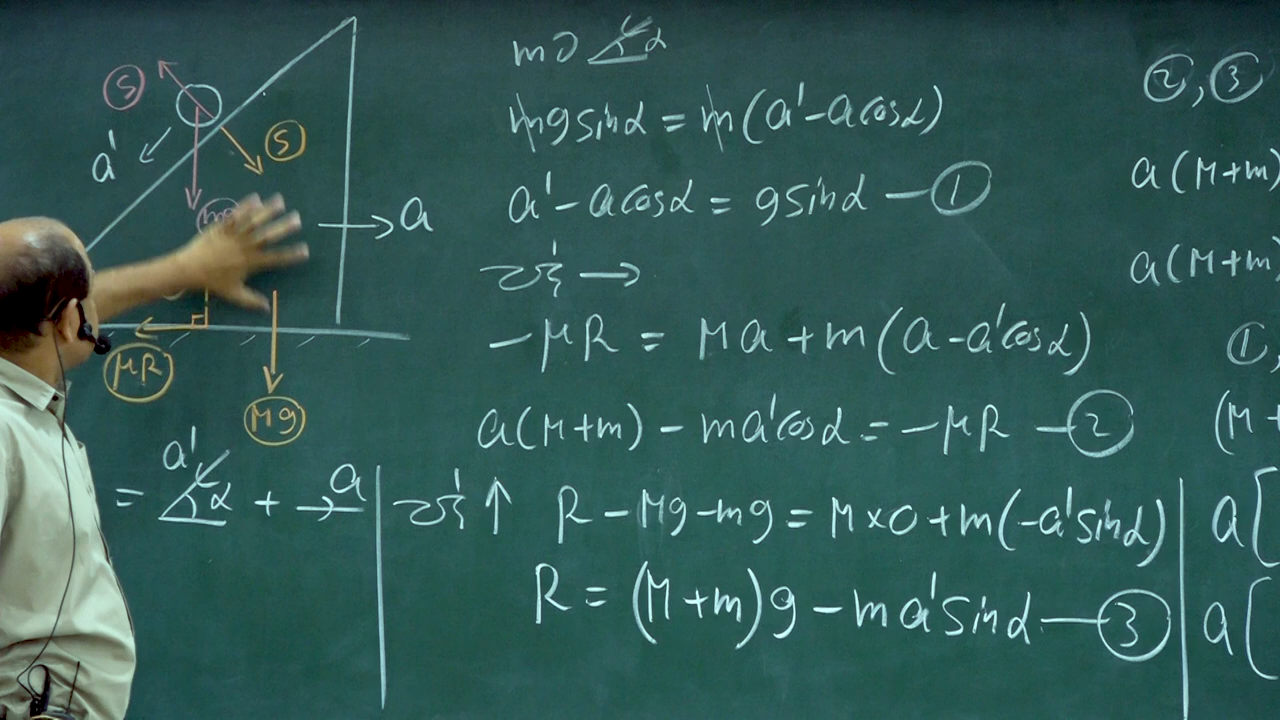 S
S
a'
mg
a
μR
Mg
a'
= α + a
m α
mg sinα = m(a' - a cosα)
a' - a cosα = g sinα — ①
→
-μR = Ma + m(a - a'cosα)
a(M+m) - ma'cosα = -μR — ②
↑ R - Mg - mg = M×0 + m(-a'sinα)
R = (M+m)g - ma'sinα — ③
②, ③
a(M+m)
a(M+m)
①,
(M+
a[
a[